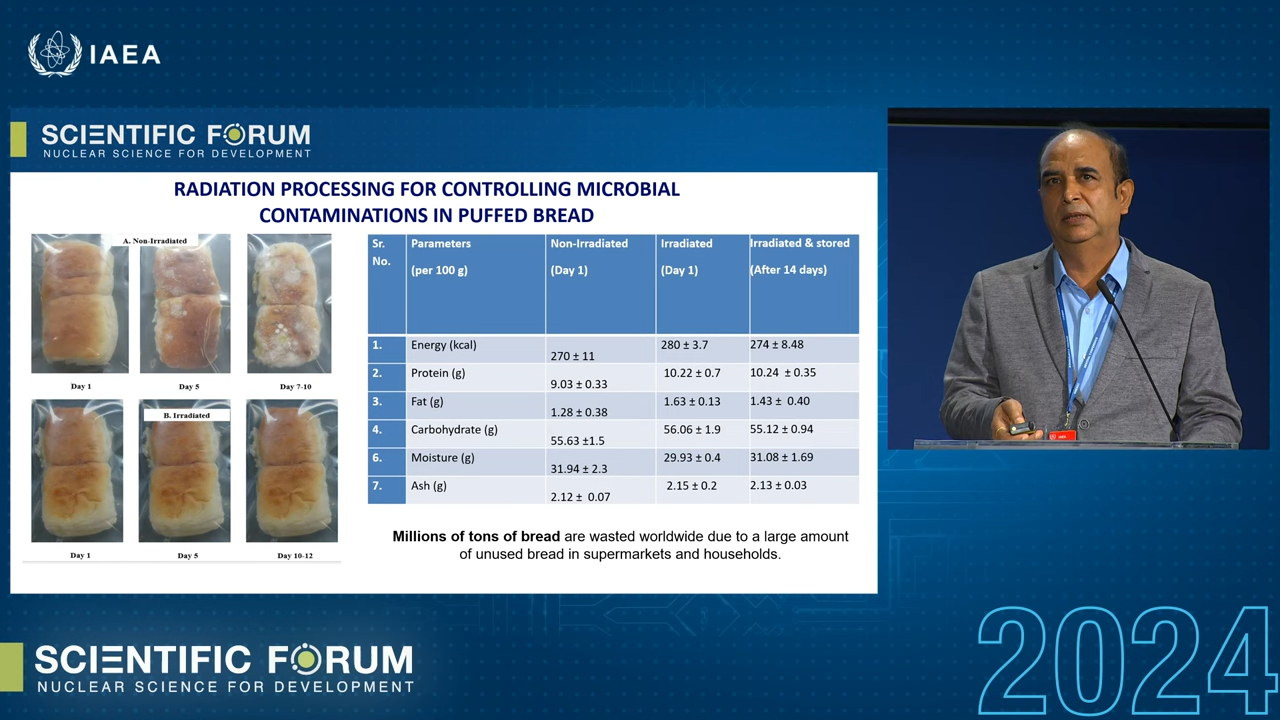 IAEA
SCIENTIFIC FORUM
NUCLEAR SCIENCE FOR DEVELOPMENT
RADIATION PROCESSING FOR CONTROLLING MICROBIAL
CONTAMINATIONS IN PUFFED BREAD
A. Non-Irradiated
Day 1 Day 5 Day 7-10
B. Irradiated
Day 1 Day 5 Day 10-12
Sr. No. Parameters (per 100 g) Non-Irradiated (Day 1) Irradiated (Day 1) Irradiated & stored (After 14 days)
1. Energy (kcal) 270 ± 11 280 ± 3.7 274 ± 8.48
2. Protein (g) 9.03 ± 0.33 10.22 ± 0.7 10.24 ± 0.35
3. Fat (g) 1.28 ± 0.38 1.63 ± 0.13 1.43 ± 0.40
4. Carbohydrate (g) 55.63 ±1.5 56.06 ± 1.9 55.12 ± 0.94
6. Moisture (g) 31.94 ± 2.3 29.93 ± 0.4 31.08 ± 1.69
7. Ash (g) 2.12 ± 0.07 2.15 ± 0.2 2.13 ± 0.03
Millions of tons of bread are wasted worldwide due to a large amount
of unused bread in supermarkets and households.
SCIENTIFIC FORUM
NUCLEAR SCIENCE FOR DEVELOPMENT
2024